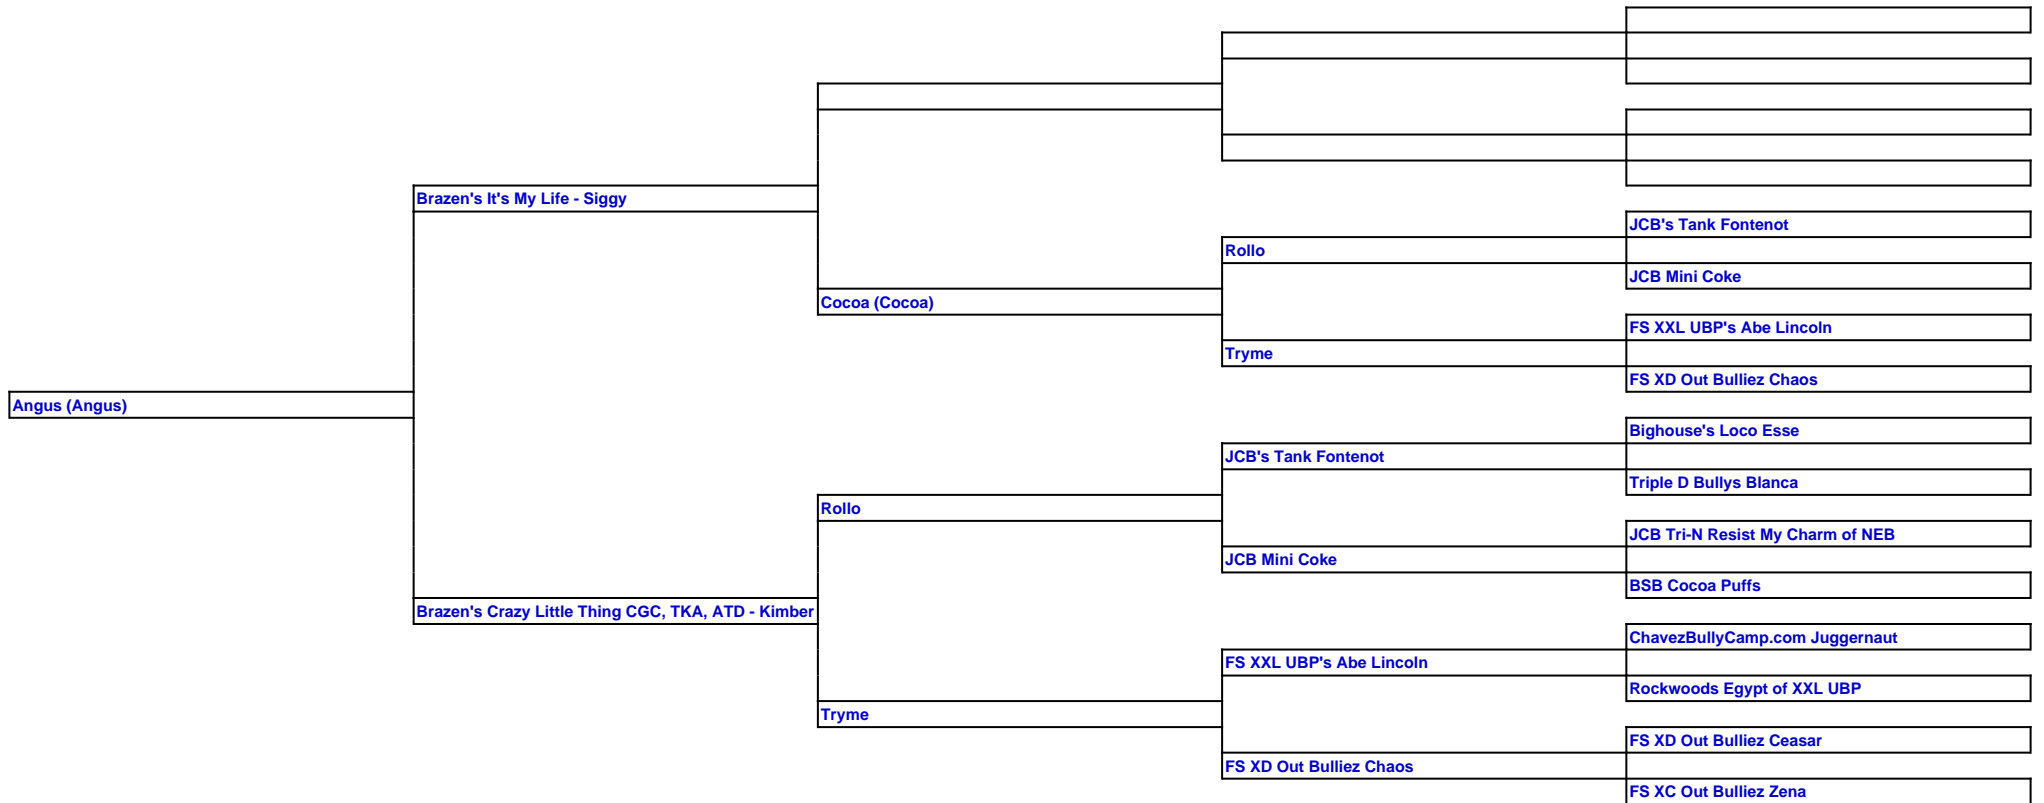 Brazen's It's My Life - Siggy
JCB's Tank Fontenot
Rollo
JCB Mini Coke
Cocoa (Cocoa)
FS XXL UBP's Abe Lincoln
Tryme
FS XD Out Bulliez Chaos
Angus (Angus)
Bighouse's Loco Esse
JCB's Tank Fontenot
Triple D Bullys Blanca
Rollo
JCB Tri-N Resist My Charm of NEB
JCB Mini Coke
BSB Cocoa Puffs
Brazen's Crazy Little Thing CGC, TKA, ATD - Kimber
ChavezBullyCamp.com Juggernaut
FS XXL UBP's Abe Lincoln
Rockwoods Egypt of XXL UBP
Tryme
FS XD Out Bulliez Ceasar
FS XD Out Bulliez Chaos
FS XC Out Bulliez Zena